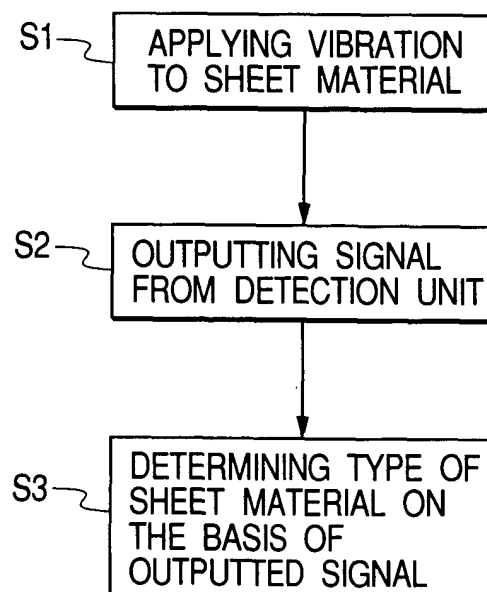 S1
APPLYING VIBRATION
TO SHEET MATERIAL
S2
OUTPUTTING SIGNAL
FROM DETECTION UNIT
S3
DETERMINING TYPE OF
SHEET MATERIAL ON
THE BASIS OF
OUTPUTTED SIGNAL